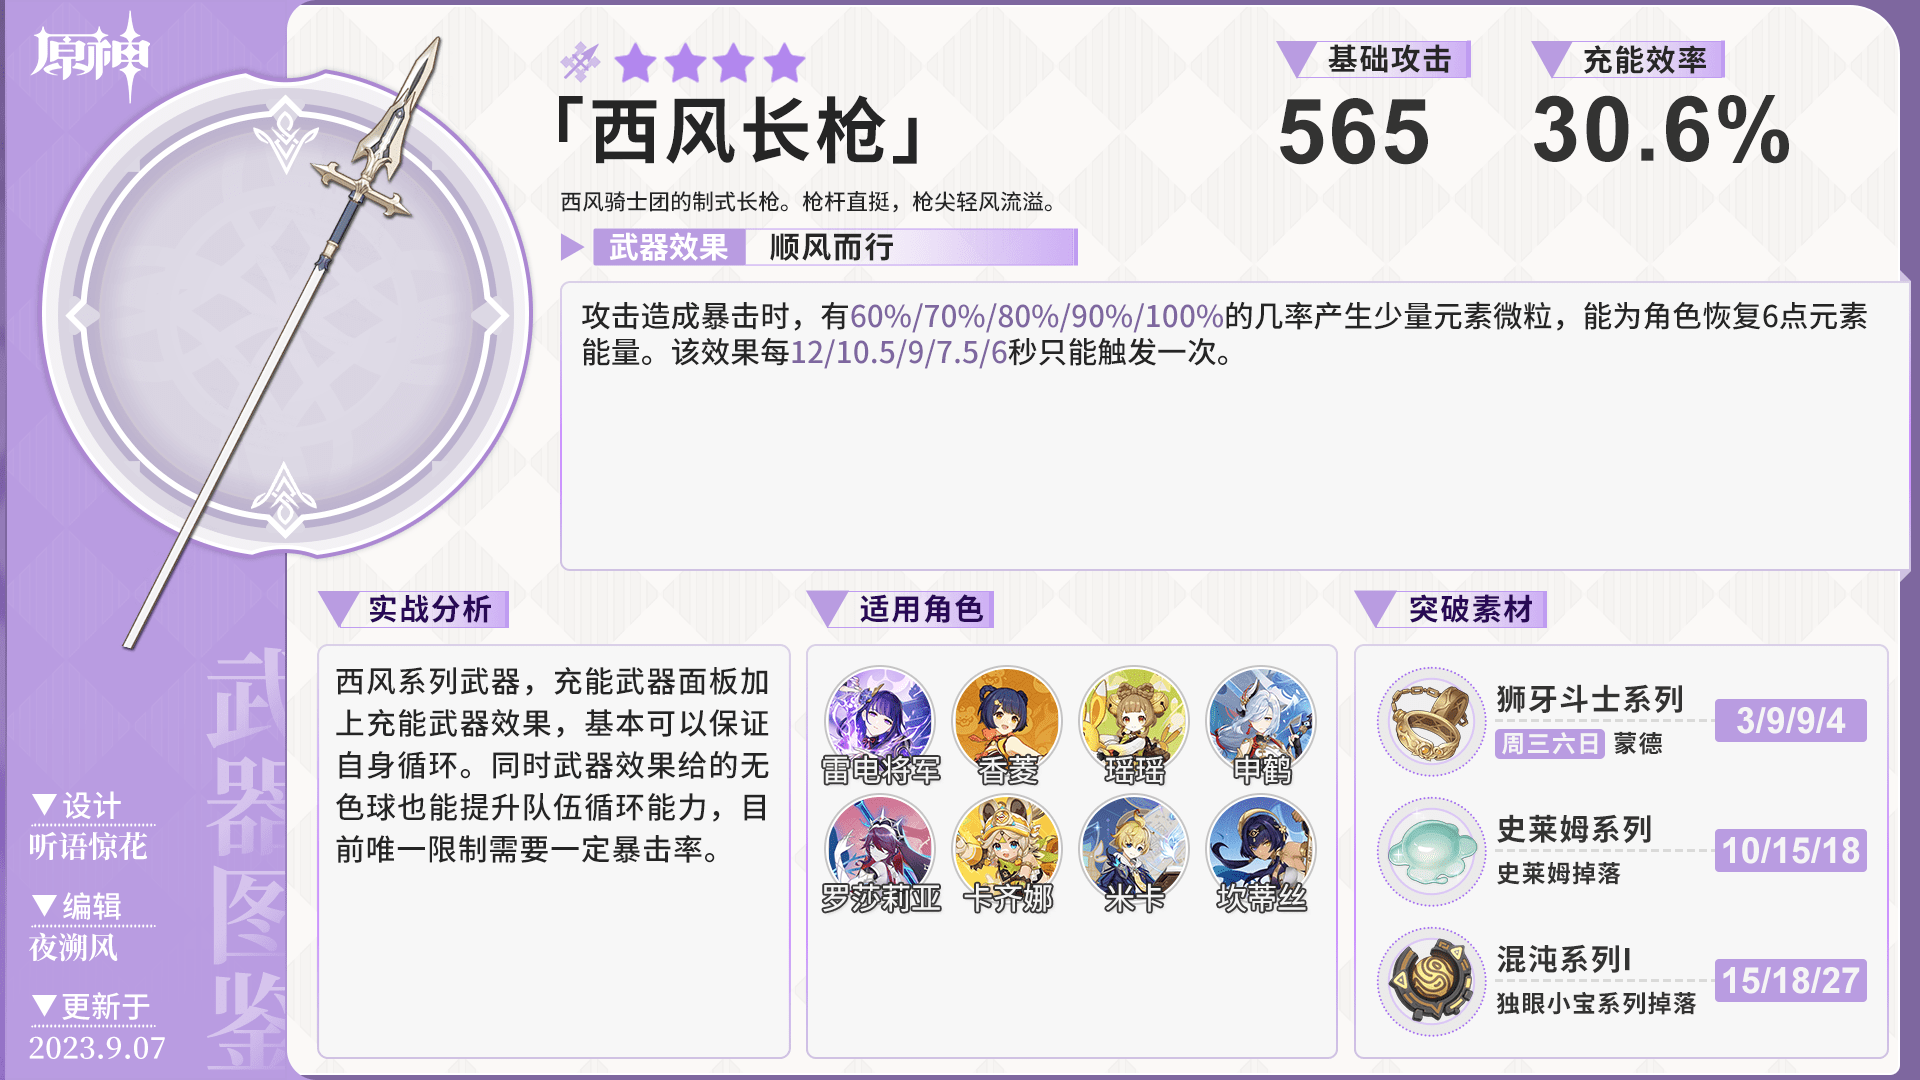 原神
「西风长枪」
西风骑士团的制式长枪。枪杆直挺，枪尖轻风流溢。
基础攻击
565
充能效率
30.6%
武器效果 顺风而行
攻击造成暴击时，有60%/70%/80%/90%/100%的几率产生少量元素微粒，能为角色恢复6点元素
能量。该效果每12/10.5/9/7.5/6秒只能触发一次。
实战分析
西风系列武器，充能武器面板加
上充能武器效果，基本可以保证
自身循环。同时武器效果给的无
色球也能提升队伍循环能力，目
前唯一限制需要一定暴击率。
适用角色
雷电将军 香菱 瑶瑶 申鹤
罗莎莉亚 卡齐娜 米卡 坎蒂丝
突破素材
狮牙斗士系列
周三六日 蒙德
3/9/9/4
史莱姆系列
史莱姆掉落
10/15/18
混沌系列I
独眼小宝系列掉落
15/18/27
武器图鉴
设计
听语惊花
编辑
夜溯风
更新于
2023.9.07